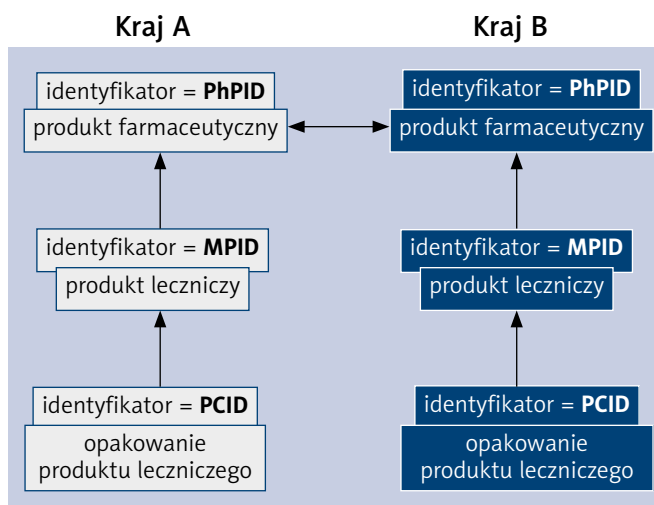 Kraj A
Kraj B
identyfikator = PhPID
produkt farmaceutyczny
identyfikator = PhPID
produkt farmaceutyczny
identyfikator = MPID
produkt leczniczy
identyfikator = MPID
produkt leczniczy
identyfikator = PCID
opakowanie
produktu leczniczego
identyfikator = PCID
opakowanie
produktu leczniczego